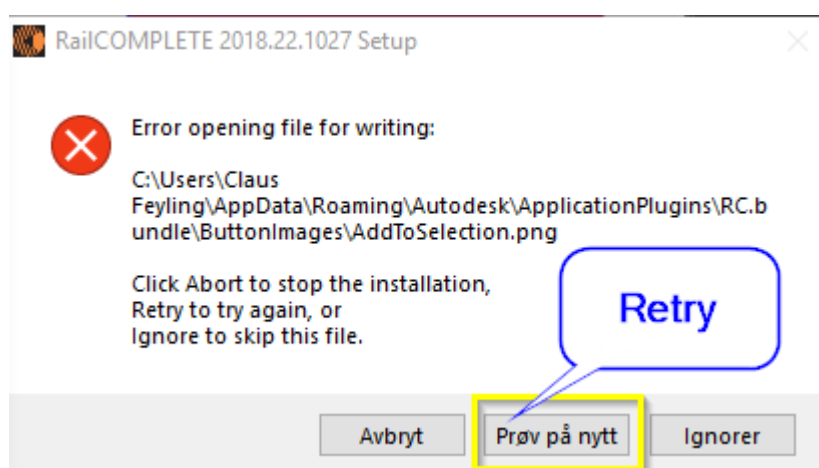 RailCOMPLETE 2018.22.1027 Setup
Error opening file for writing:
C:\Users\Claus
Feyling\AppData\Roaming\Autodesk\ApplicationPlugins\RC.b
undle\ButtonImages\AddToSelection.png
Click Abort to stop the installation,
Retry to try again, or
Ignore to skip this file.
Retry
Avbryt
Prøv på nytt
Ignorer